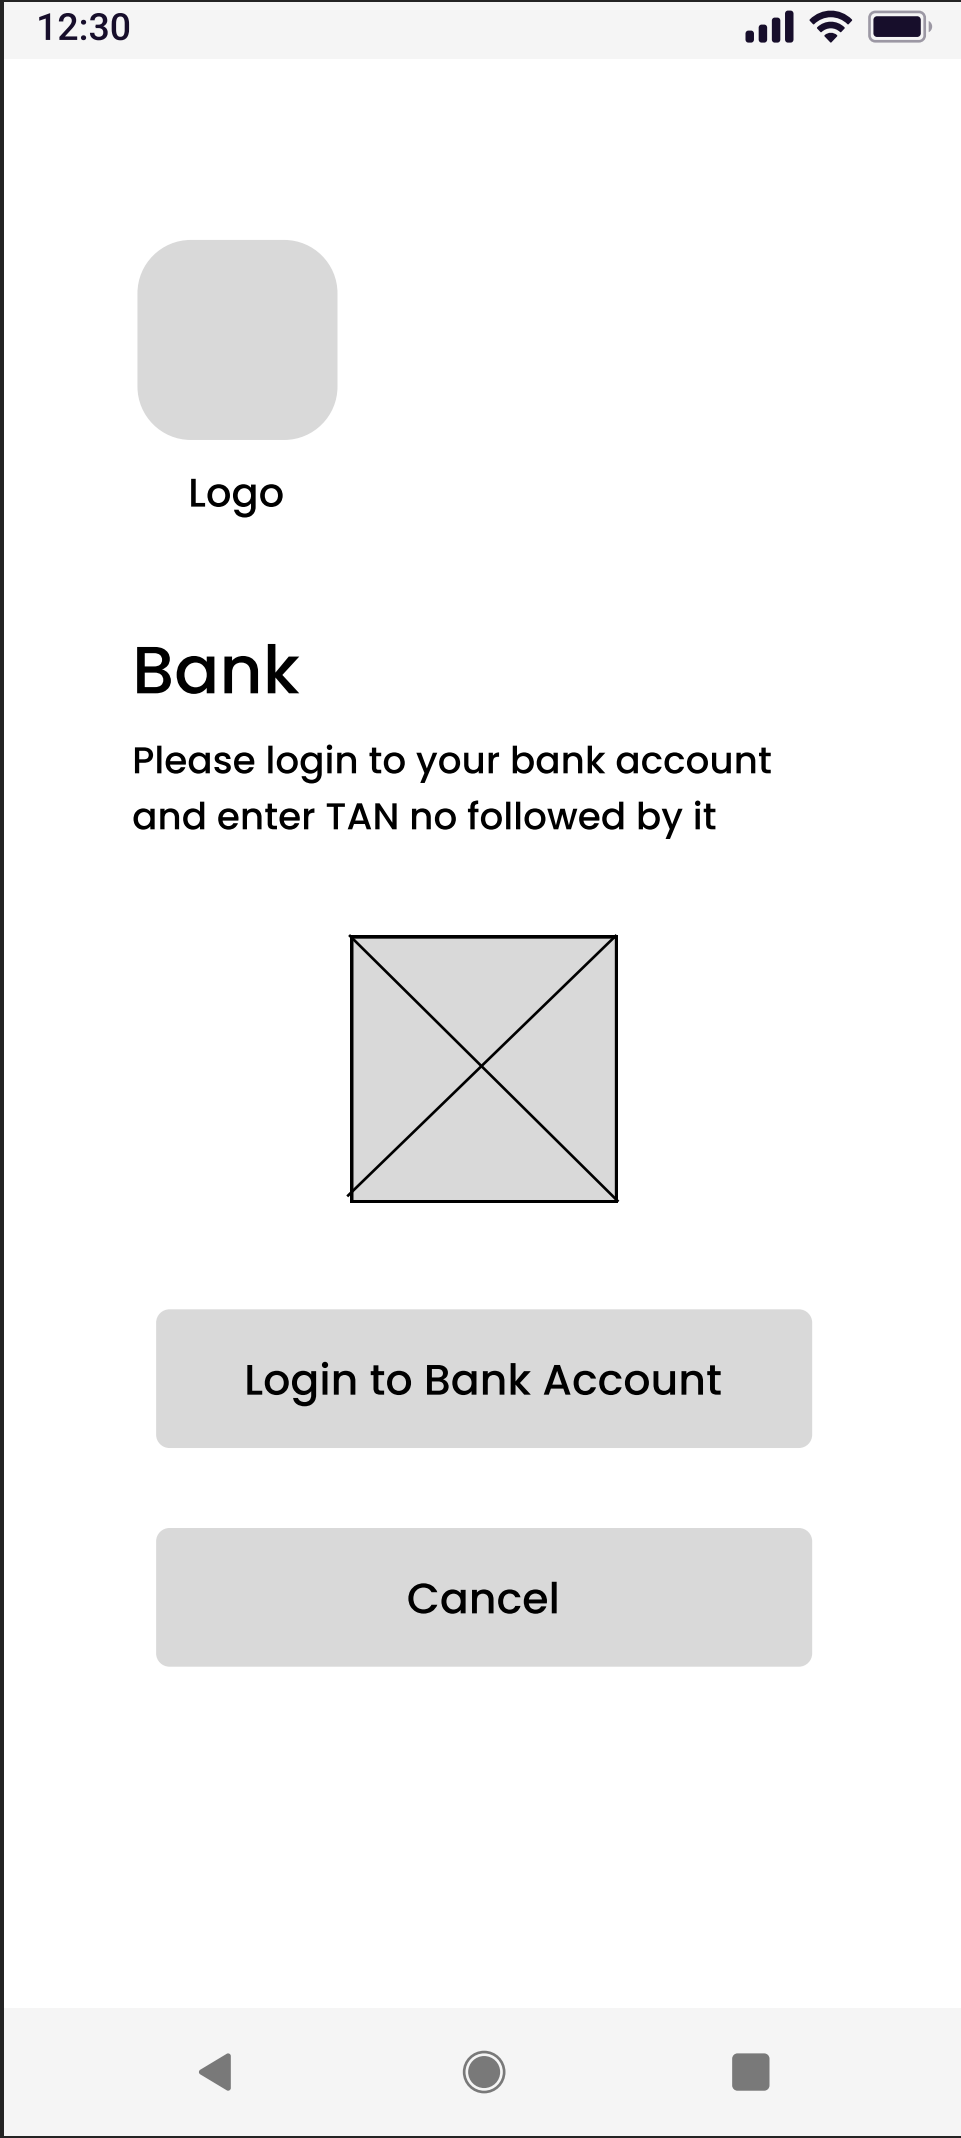 12:30
Logo
Bank
Please login to your bank account
and enter TAN no followed by it
Login to Bank Account
Cancel